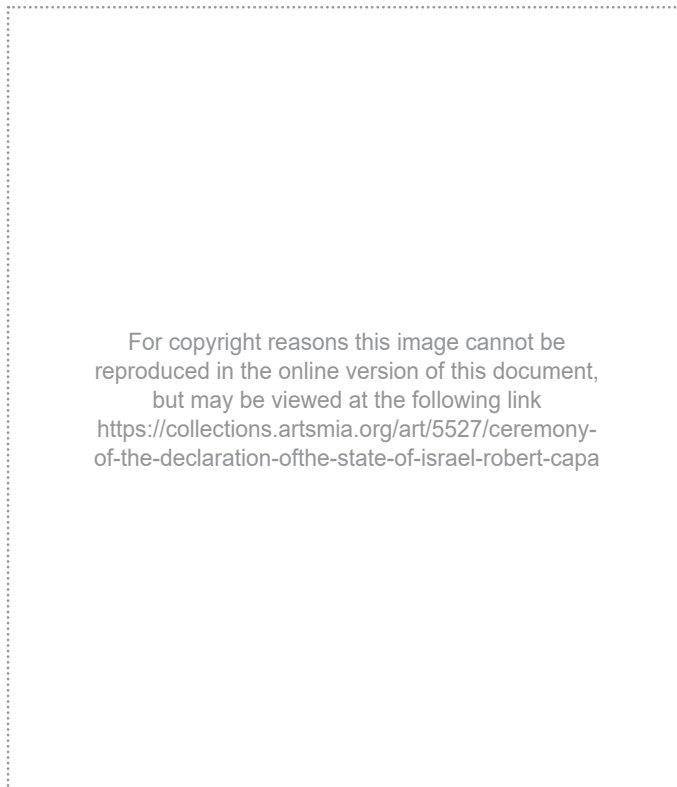 For copyright reasons this image cannot be
reproduced in the online version of this document,
but may be viewed at the following link
https://collections.artsmia.org/art/5527/ceremony-
of-the-declaration-ofthe-state-of-israel-robert-capa